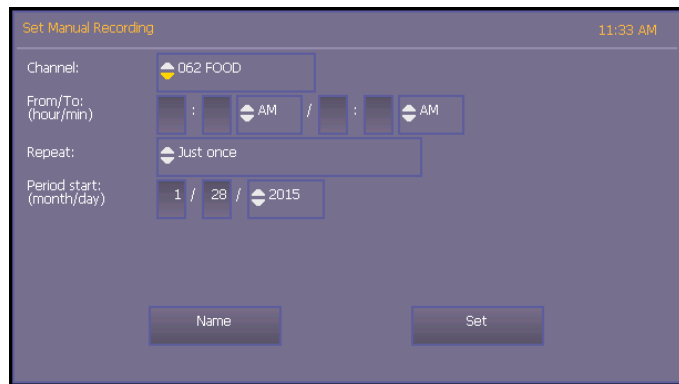 Set Manual Recording 11:33 AM
Channel: 062 FOOD
From/To: : AM / : AM
(hour/min)
Repeat: Just once
Period start: 1 / 28 / 2015
(month/day)
Name Set